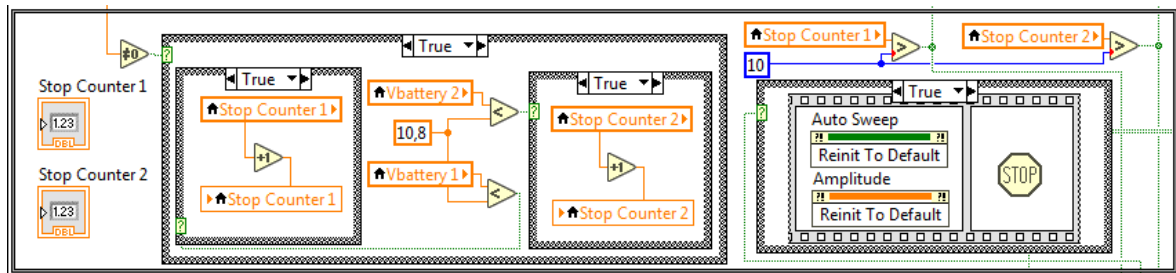 ≠0
?
True
Stop Counter 1
1.23
DBL
Stop Counter 2
1.23
DBL
True
Stop Counter 1
+1
Stop Counter 1
?
Vbattery 2
<
10,8
Vbattery 1
<
?
True
Stop Counter 2
+1
Stop Counter 2
Stop Counter 1
>
Stop Counter 2
>
10
?
True
Auto Sweep
?! ?!
Reinit To Default
Amplitude
?! ?!
Reinit To Default
STOP